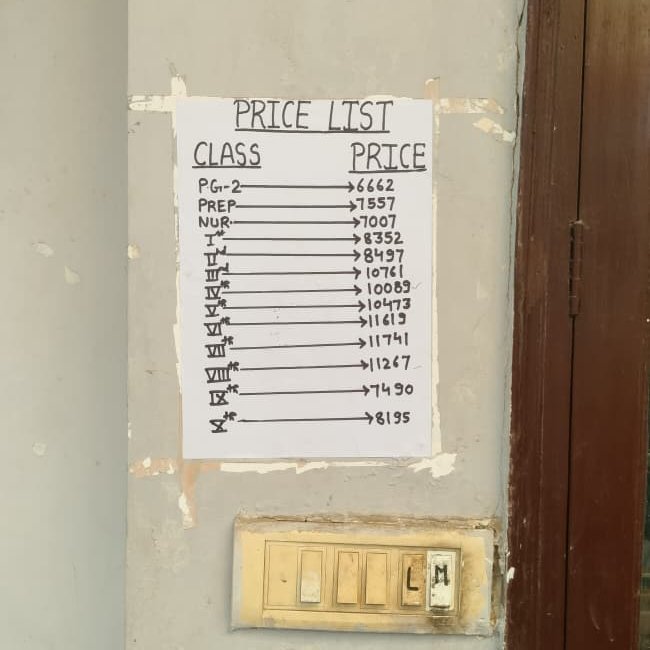 PRICE LIST
CLASS PRICE
PG-2 → 6662
PREP → 7557
NUR. → 7007
I → 8352
II → 8497
III → 10761
IV → 10089
V → 10473
VI → 11619
VII → 11741
VIII → 11267
IX → 7490
X → 8195
L M